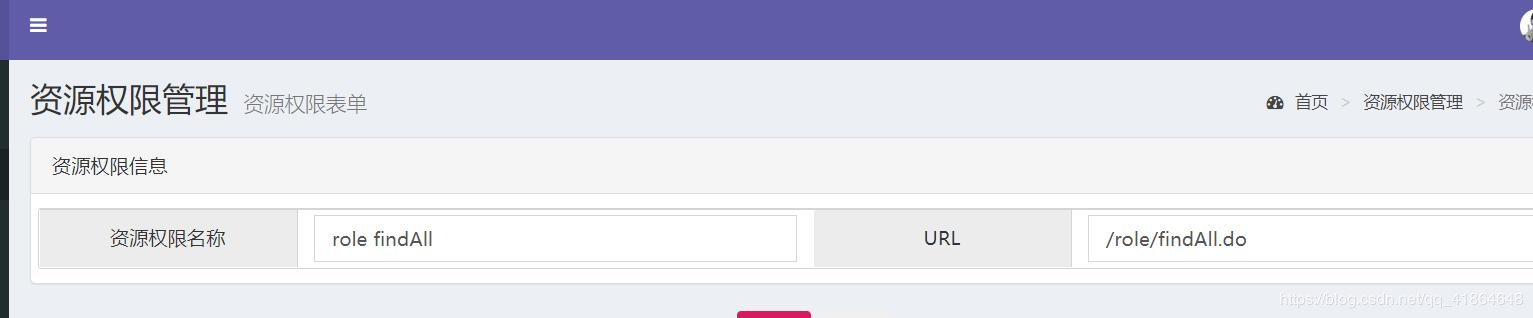 资源权限管理 资源权限表单
首页 > 资源权限管理 > 资源
资源权限信息
资源权限名称 role findAll URL /role/findAll.do
https://blog.csdn.net/qq_41864648